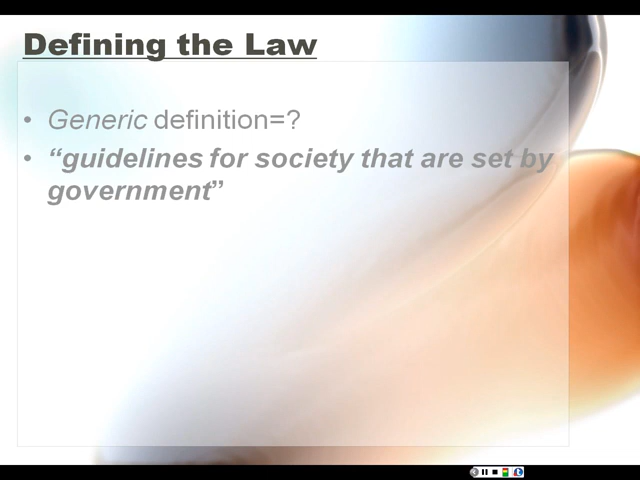 Defining the Law
• Generic definition=?
• “guidelines for society that are set by
government”